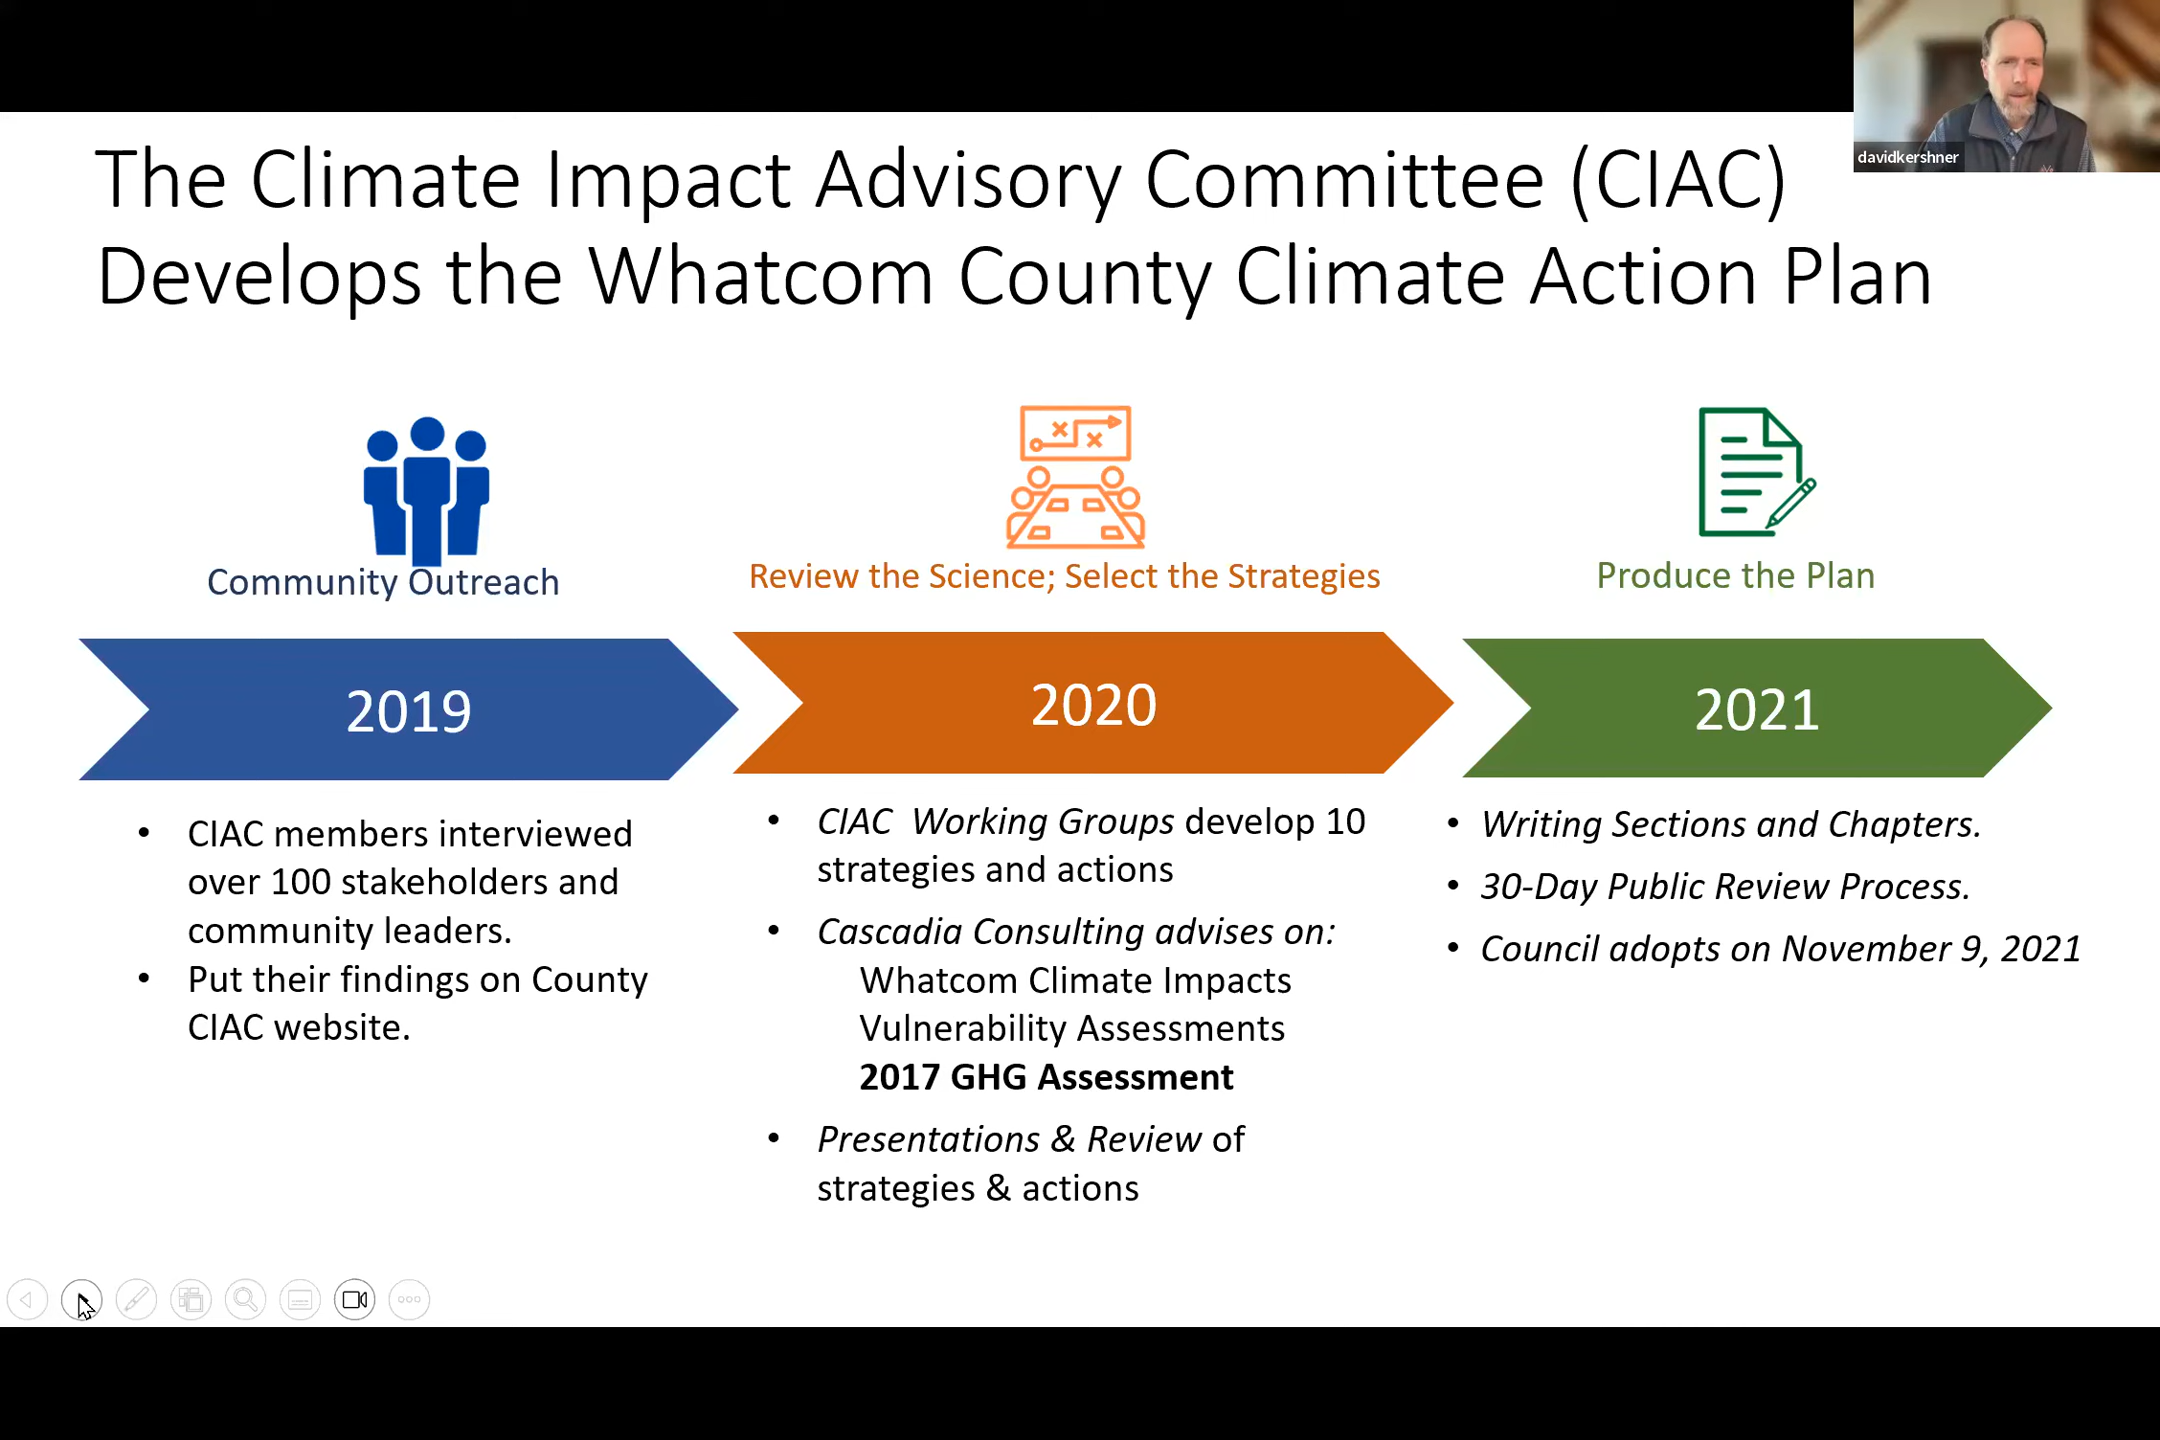 davidkershner
The Climate Impact Advisory Committee (CIAC)
Develops the Whatcom County Climate Action Plan
Community Outreach
Review the Science; Select the Strategies
Produce the Plan
2019
2020
2021
• CIAC members interviewed
over 100 stakeholders and
community leaders.
• Put their findings on County
CIAC website.
• CIAC Working Groups develop 10
strategies and actions
• Cascadia Consulting advises on:
Whatcom Climate Impacts
Vulnerability Assessments
2017 GHG Assessment
• Presentations & Review of
strategies & actions
• Writing Sections and Chapters.
• 30-Day Public Review Process.
• Council adopts on November 9, 2021